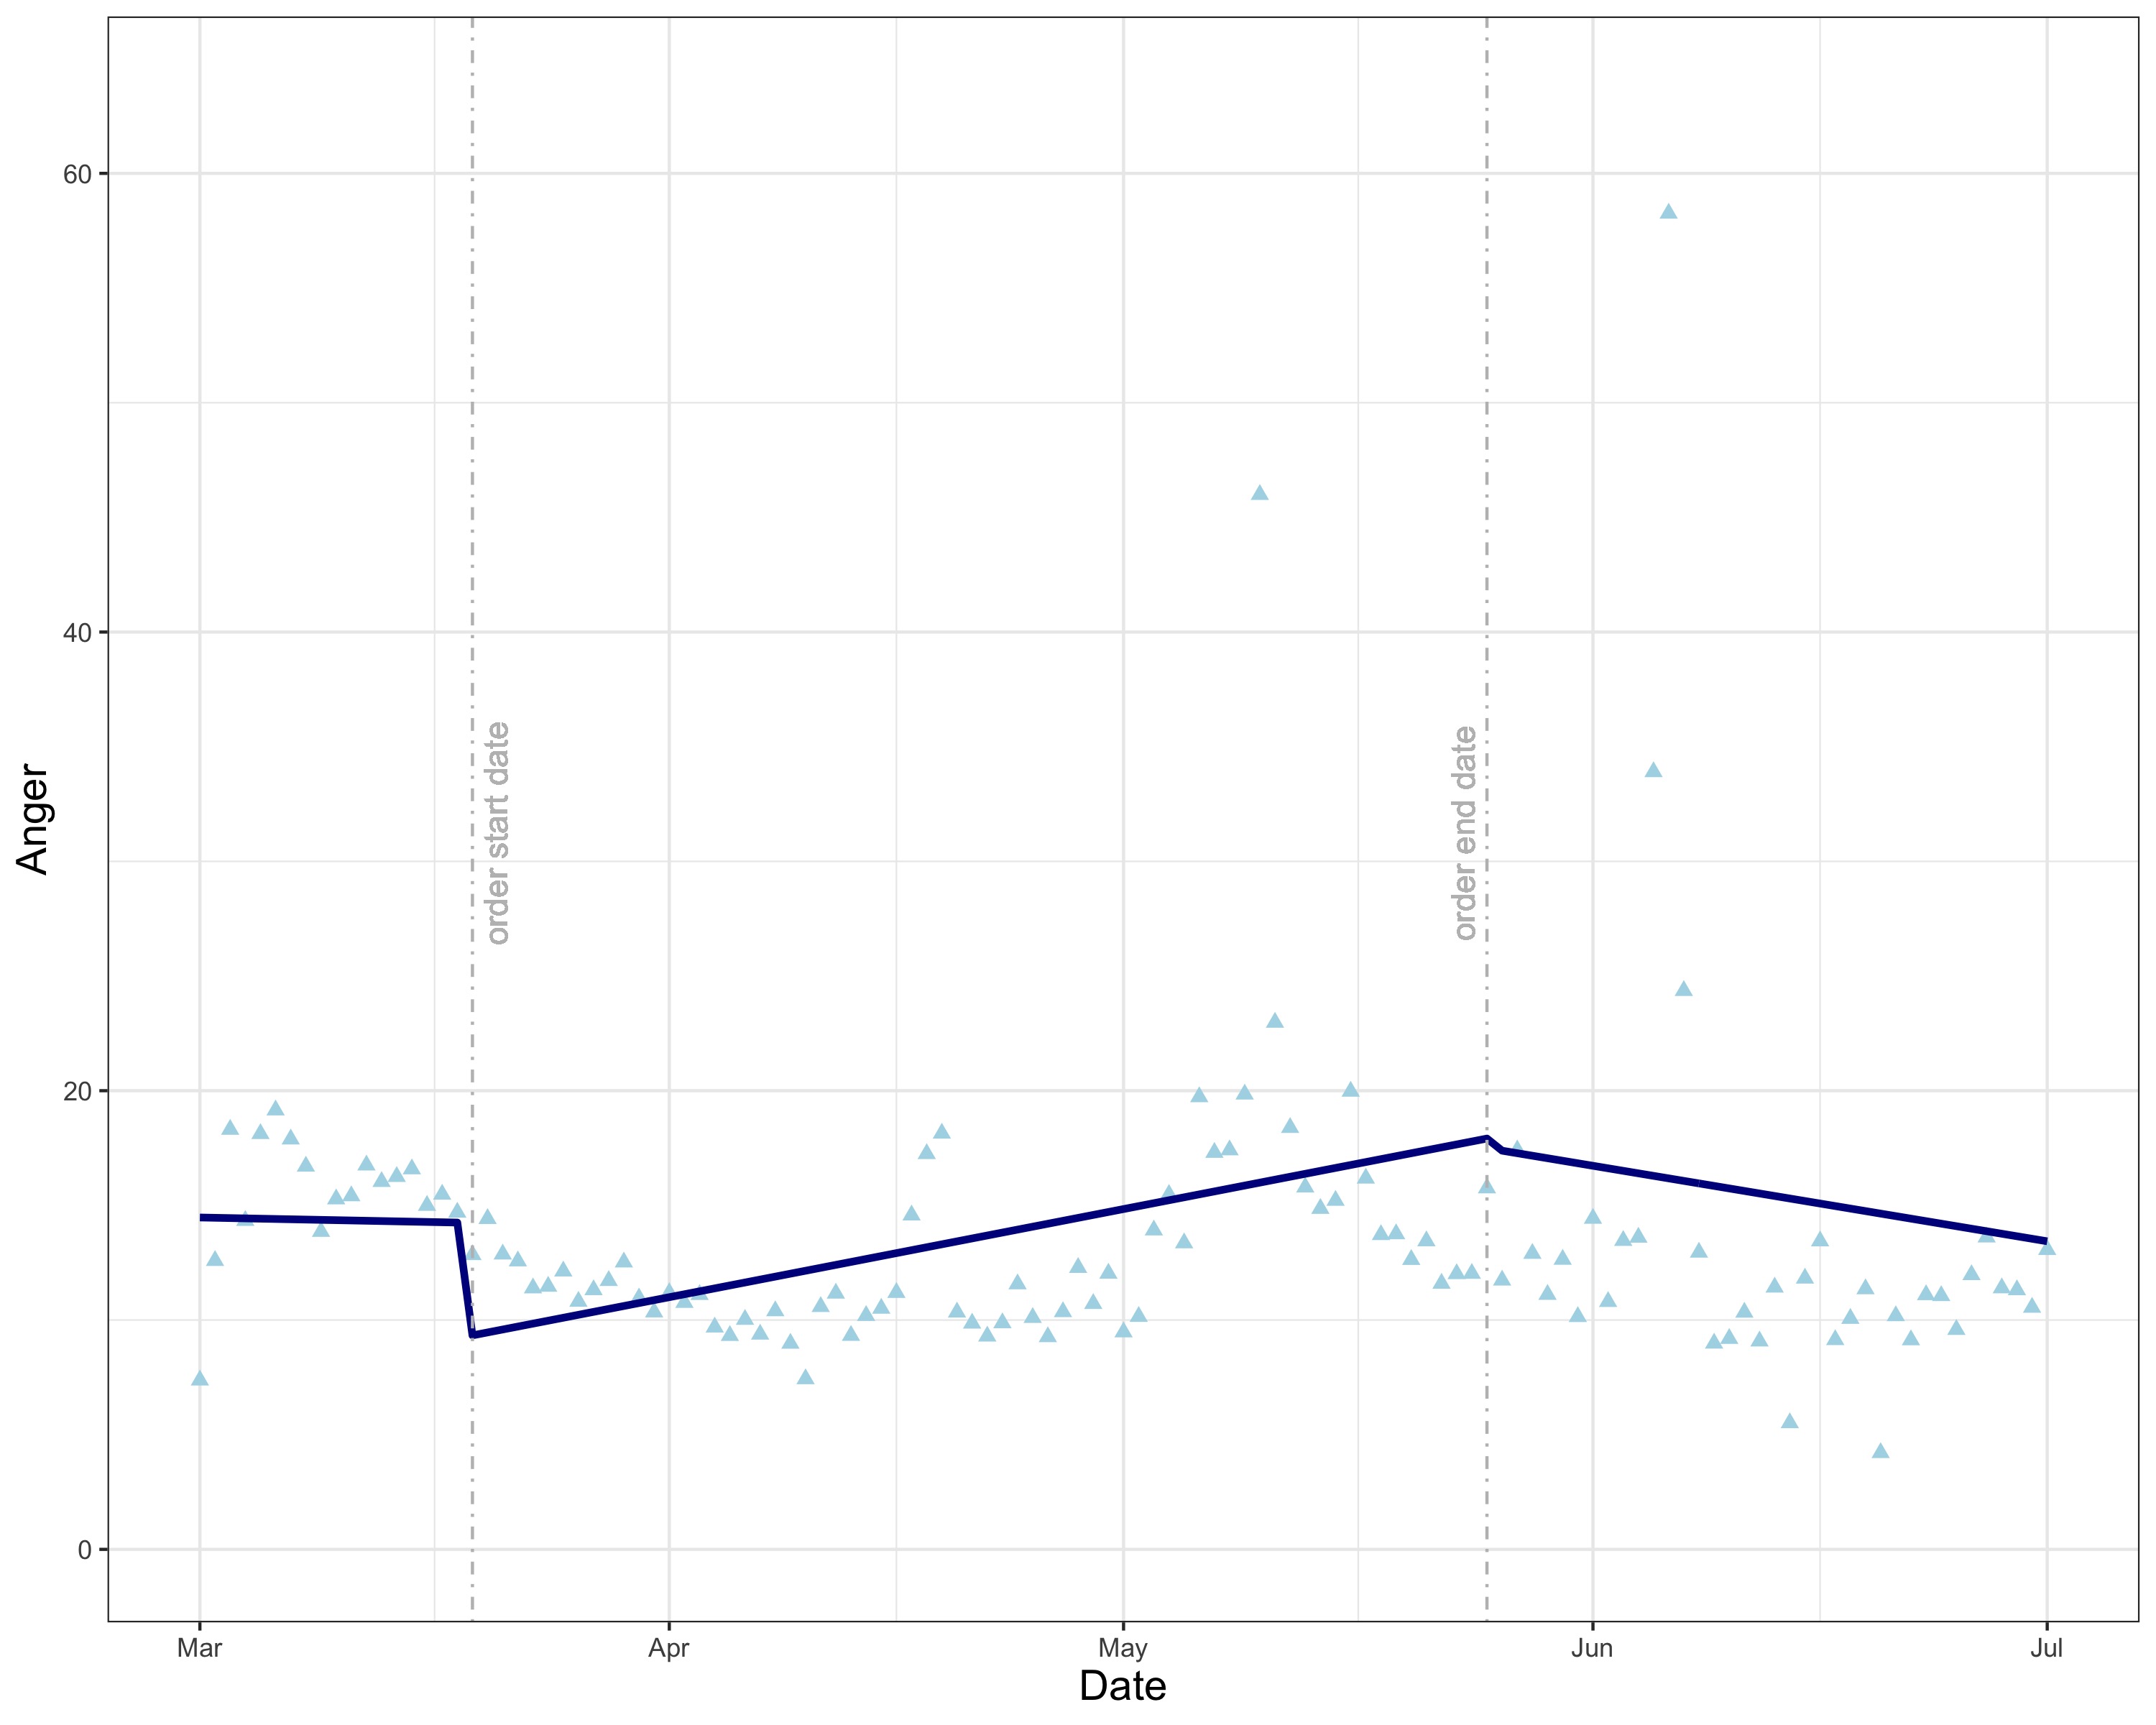 60
40
20
0
Anger
order start date
order end date
Mar
Apr
May
Jun
Jul
Date